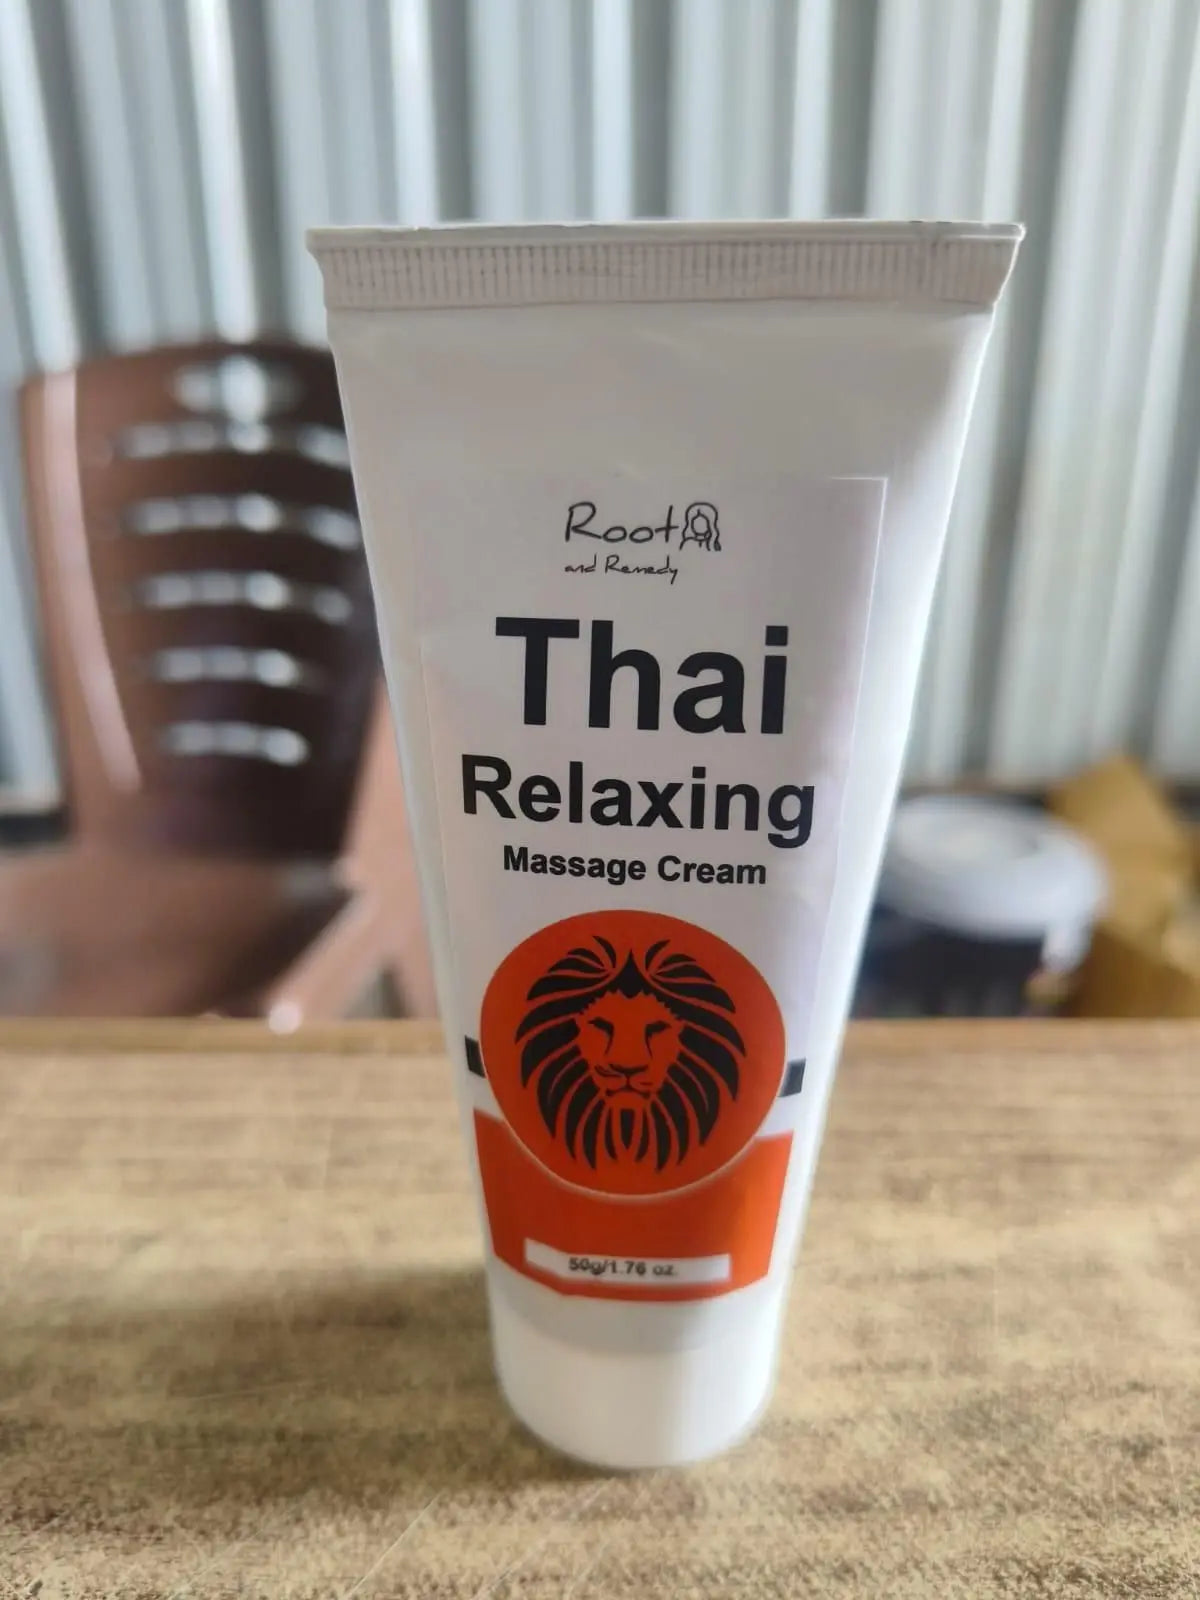 Root
and Remedy
Thai
Relaxing
Massage Cream
50g/1.76 oz.